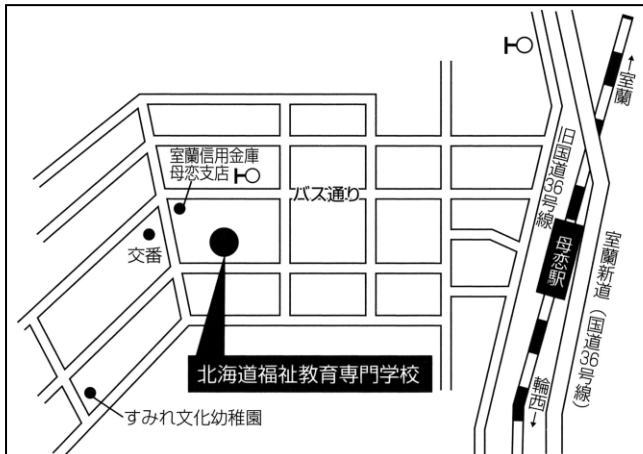 ↑室蘭
室蘭信用金庫
母恋支店
バス通り
旧国道36号線
交番
母恋駅
室蘭新道(国道36号線)
北海道福祉教育専門学校
輪西↓
すみれ文化幼稚園